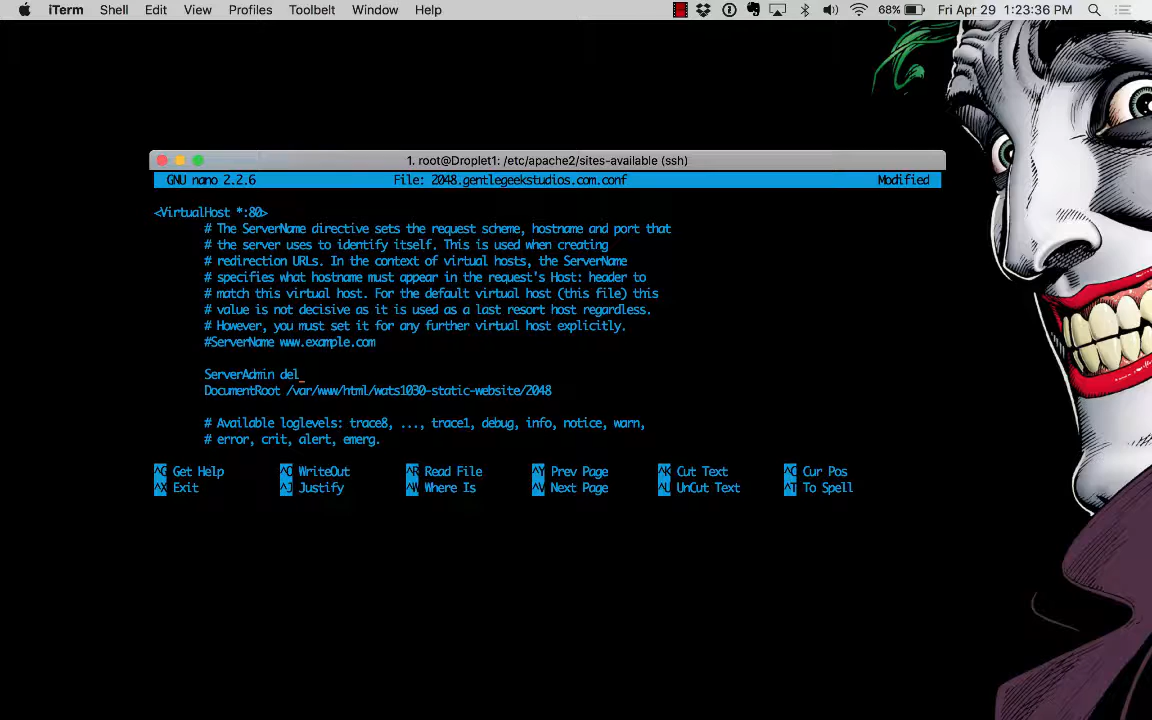 iTerm Shell Edit View Profiles Toolbelt Window Help 68% Fri Apr 29 1:23:36 PM
1. root@Droplet1: /etc/apache2/sites-available (ssh)
GNU nano 2.2.6 File: 2048.gentlegeekstudios.com.conf Modified
<VirtualHost *:80>
# The ServerName directive sets the request scheme, hostname and port that
# the server uses to identify itself. This is used when creating
# redirection URLs. In the context of virtual hosts, the ServerName
# specifies what hostname must appear in the request's Host: header to
# match this virtual host. For the default virtual host (this file) this
# value is not decisive as it is used as a last resort host regardless.
# However, you must set it for any further virtual host explicitly.
#ServerName www.example.com
ServerAdmin del
DocumentRoot /var/www/html/wats1030-static-website/2048
# Available loglevels: trace8, ..., trace1, debug, info, notice, warn,
# error, crit, alert, emerg.
^G Get Help ^O WriteOut ^R Read File ^Y Prev Page ^K Cut Text ^C Cur Pos
^X Exit ^J Justify ^W Where Is ^V Next Page ^U UnCut Text ^T To Spell